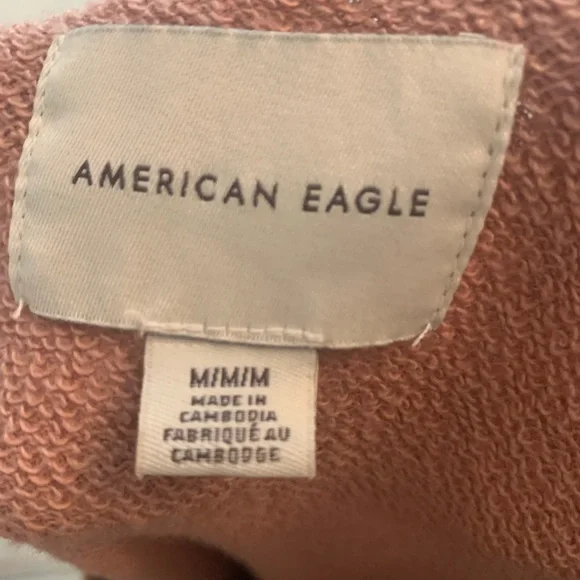 AMERICAN EAGLE
M/M/M
MADE IN
CAMBODIA
FABRIQUÉ AU
CAMBODGE